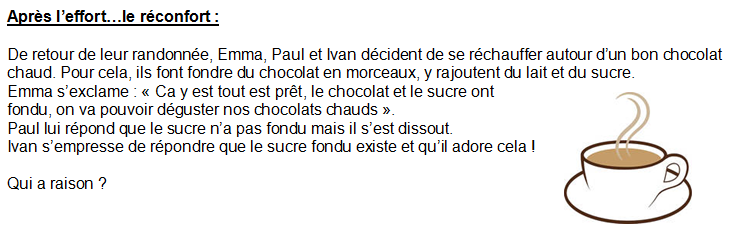 Après l’effort…le réconfort :
De retour de leur randonnée, Emma, Paul et Ivan décident de se réchauffer autour d’un bon chocolat
chaud. Pour cela, ils font fondre du chocolat en morceaux, y rajoutent du lait et du sucre.
Emma s’exclame : « Ca y est tout est prêt, le chocolat et le sucre ont
fondu, on va pouvoir déguster nos chocolats chauds ».
Paul lui répond que le sucre n’a pas fondu mais il s’est dissout.
Ivan s’empresse de répondre que le sucre fondu existe et qu’il adore cela !
Qui a raison ?